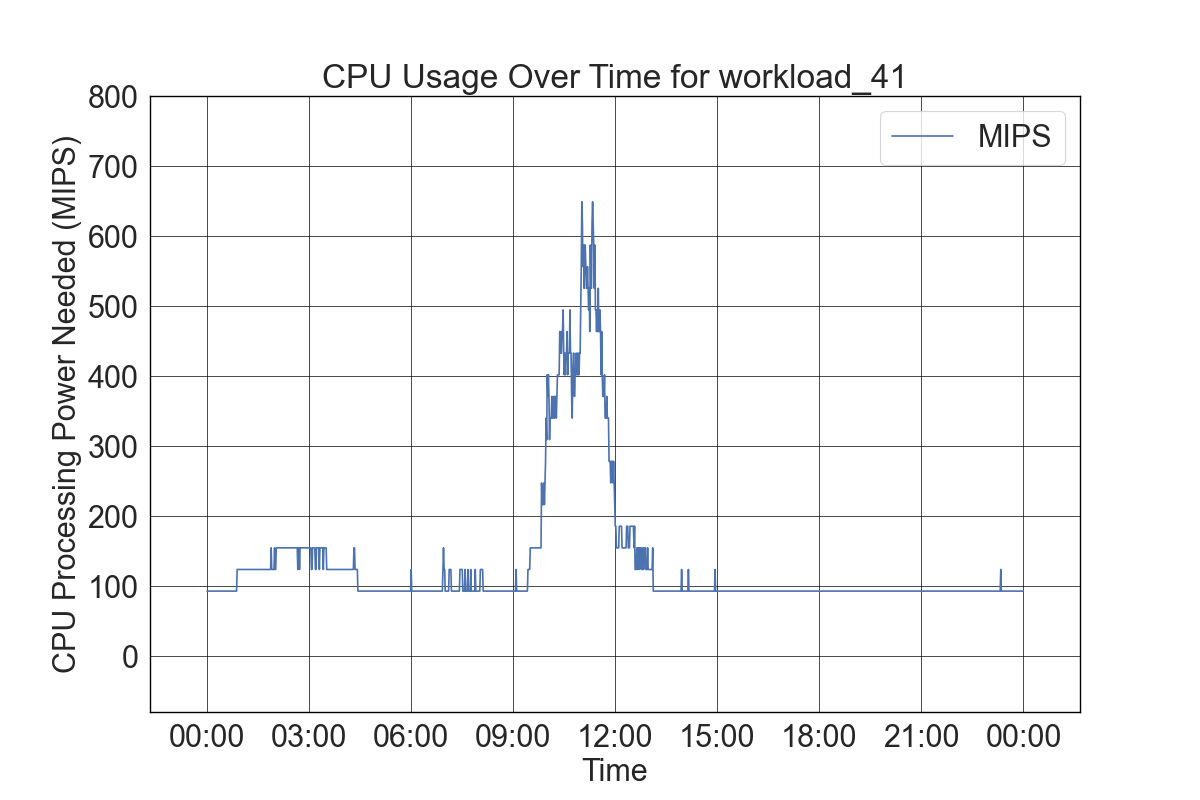 CPU Usage Over Time for workload_41
MIPS
CPU Processing Power Needed (MIPS)
800
700
600
500
400
300
200
100
0
00:00 03:00 06:00 09:00 12:00 15:00 18:00 21:00 00:00
Time